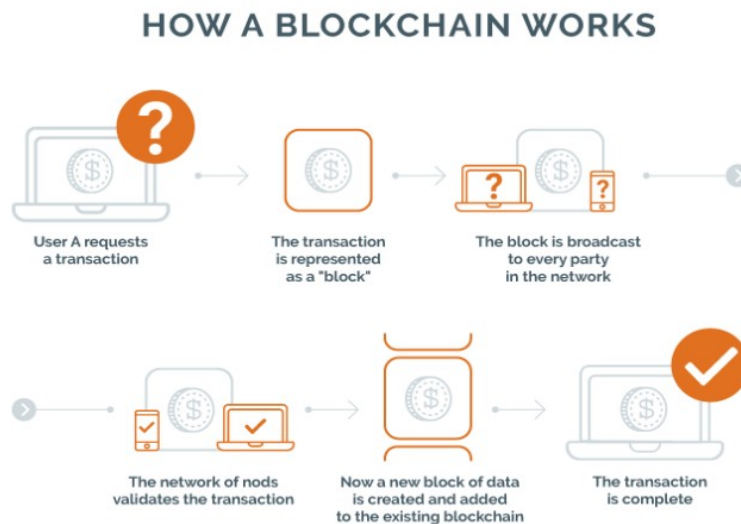 HOW A BLOCKCHAIN WORKS
?
$
$
?
$
?
User A requests
a transaction
The transaction
is represented
as a "block"
The block is broadcast
to every party
in the network
$
$
$
The network of nods
validates the transaction
Now a new block of data
is created and added
to the existing blockchain
The transaction
is complete